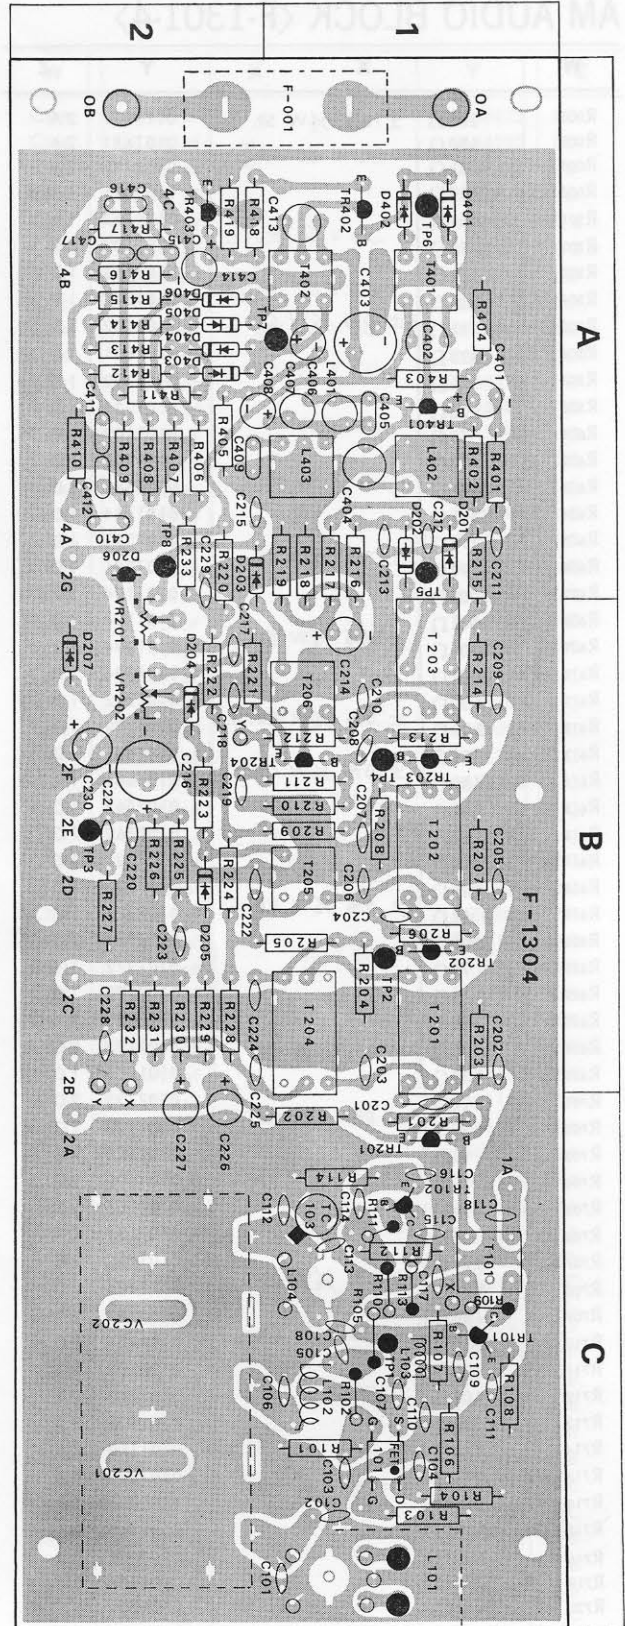 2
1
A
B
C
OB
F-001
OA
C416
4C
TR403
E
R419
R418
C413
TR402
E
B
D402
D401
TP6
R417
C417
C415
4B
R416
C414
T402
C403
T401
R415
D406
R414
D405
R413
D404
R412
D403
TP7
R404
C402
C401
R411
C408
C407
C406
L401
R403
C405
E
B
TR401
C411
R410
R409
R408
R407
R406
R405
C409
L403
L402
R402
R401
C412
C410
C215
C404
D202
C212
D201
4A
D206
TP8
R233
C229
R220
D203
R219
R218
R217
R216
C213
TP5
R215
C211
2G
VR201
C217
D207
D204
R222
R221
T206
C214
C210
T203
R214
C209
VR202
C218
Y
R212
C208
R213
2F
C230
C216
TR204
E
B
TP4
B
TR203
E
C221
R223
C219
R211
R210
C207
R208
T202
R207
C205
2E
TP3
C220
R226
R225
R209
T205
C206
2D
R227
D205
R224
C222
C204
R206
F-1304
C223
R205
B
TP2
TR202
E
2C
C228
R232
R231
R230
R229
R228
C224
T204
R204
T201
R203
C202
C203
2B
Y
X
C227
C226
C225
R202
C201
R201
TR201
E
B
2A
1A
R114
C116
TR102
E
C112
TC
103
C114
R111
B
C
C115
C118
C113
R112
T101
L104
R110
R113
C117
X
R109
R105
VC202
C108
C105
TP1
L103
R107
B
C
TR101
E
C109
C106
L102
R102
C107
C110
R108
C111
G
S
R106
R101
101
FET
VC201
C103
C104
G
D
R104
C102
R103
C101
L101